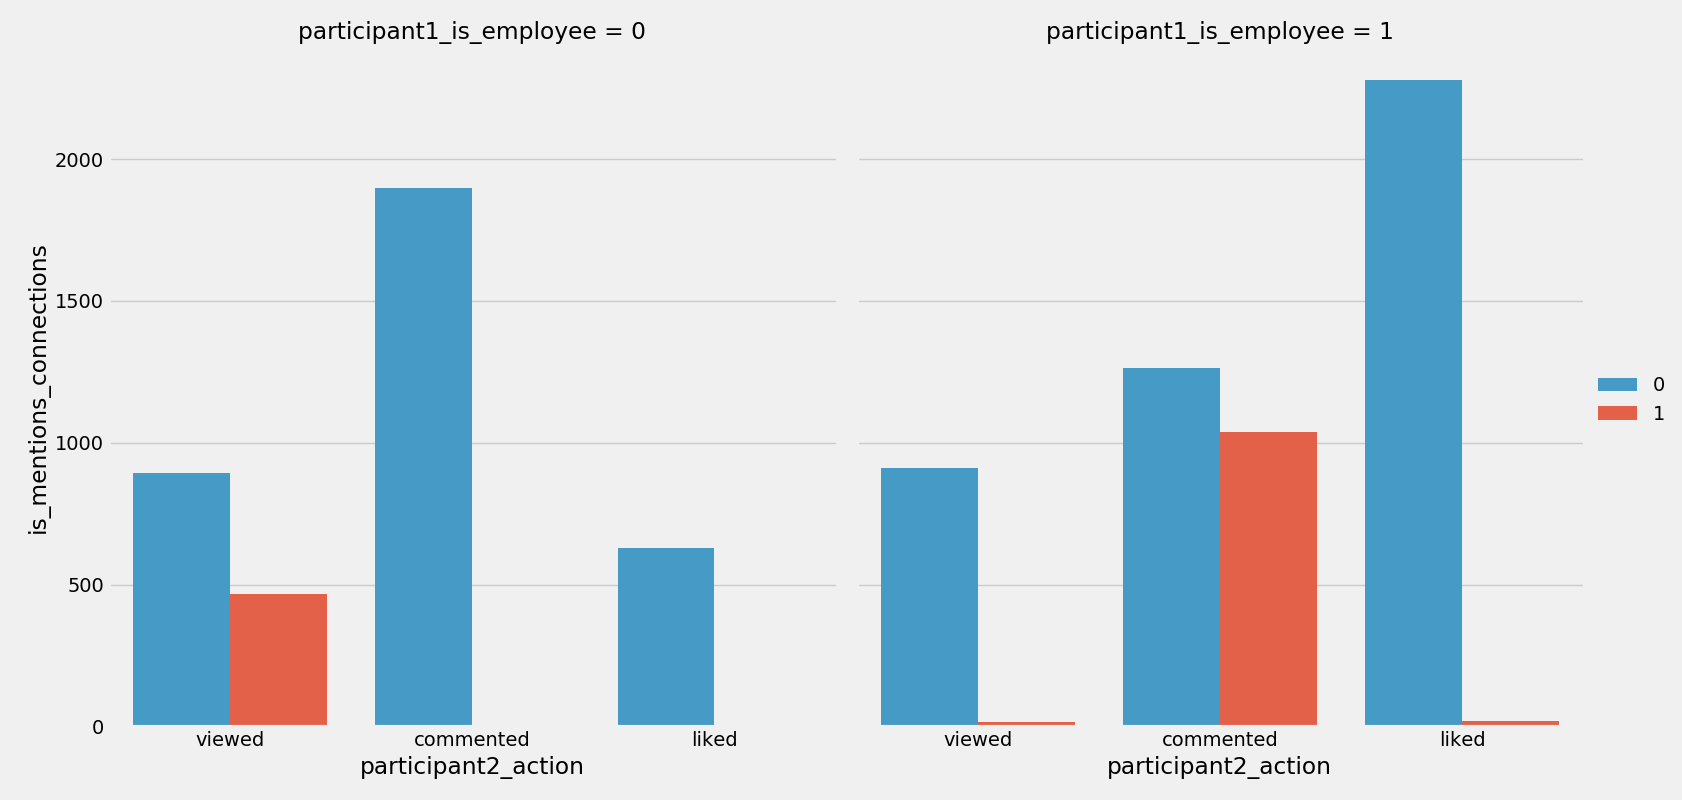 participant1_is_employee = 0
participant1_is_employee = 1
is_mentions_connections
2000
1500
1000
500
0
viewed
commented
liked
viewed
commented
liked
participant2_action
participant2_action
0
1